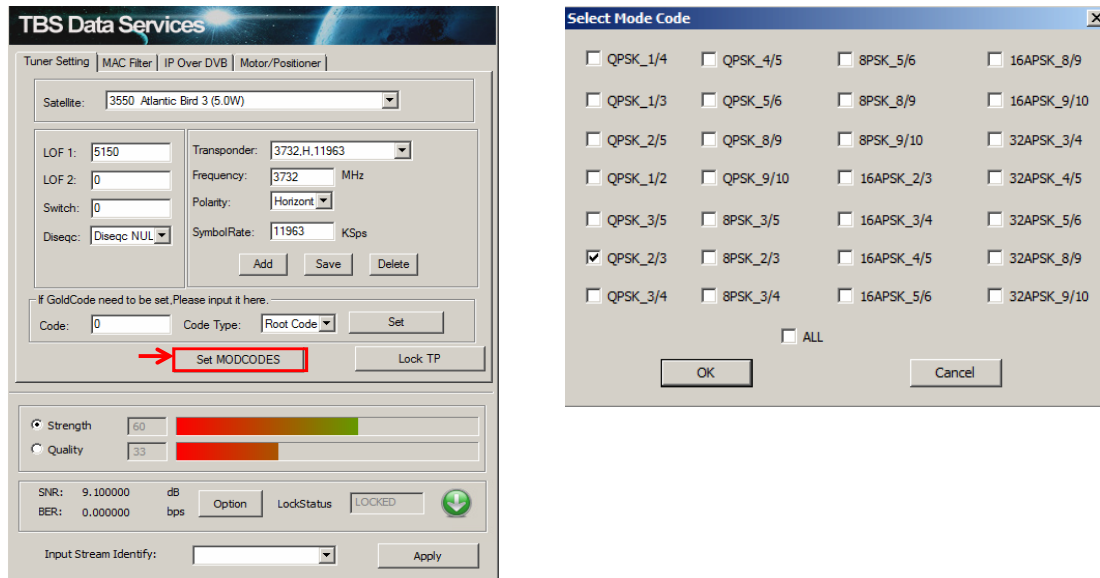 TBS Data Services
Tuner Setting MAC Filter IP Over DVB Motor/Positioner
Satellite: 3550 Atlantic Bird 3 (5.0W)
LOF 1: 5150
LOF 2: 0
Switch: 0
Diseqc: Diseqc NUL
Transponder: 3732,H,11963
Frequency: 3732 MHz
Polarity: Horizont
SymbolRate: 11963 KSps
Add Save Delete
If GoldCode need to be set,Please input it here.
Code: 0 Code Type: Root Code Set
Set MODCODES Lock TP
Strength 60
Quality 33
SNR: 9.100000 dB
BER: 0.000000 bps
Option LockStatus LOCKED
Input Stream Identify: Apply
Select Mode Code
QPSK_1/4 QPSK_4/5 8PSK_5/6 16APSK_8/9
QPSK_1/3 QPSK_5/6 8PSK_8/9 16APSK_9/10
QPSK_2/5 QPSK_8/9 8PSK_9/10 32APSK_3/4
QPSK_1/2 QPSK_9/10 16APSK_2/3 32APSK_4/5
QPSK_3/5 8PSK_3/5 16APSK_3/4 32APSK_5/6
QPSK_2/3 8PSK_2/3 16APSK_4/5 32APSK_8/9
QPSK_3/4 8PSK_3/4 16APSK_5/6 32APSK_9/10
ALL
OK Cancel